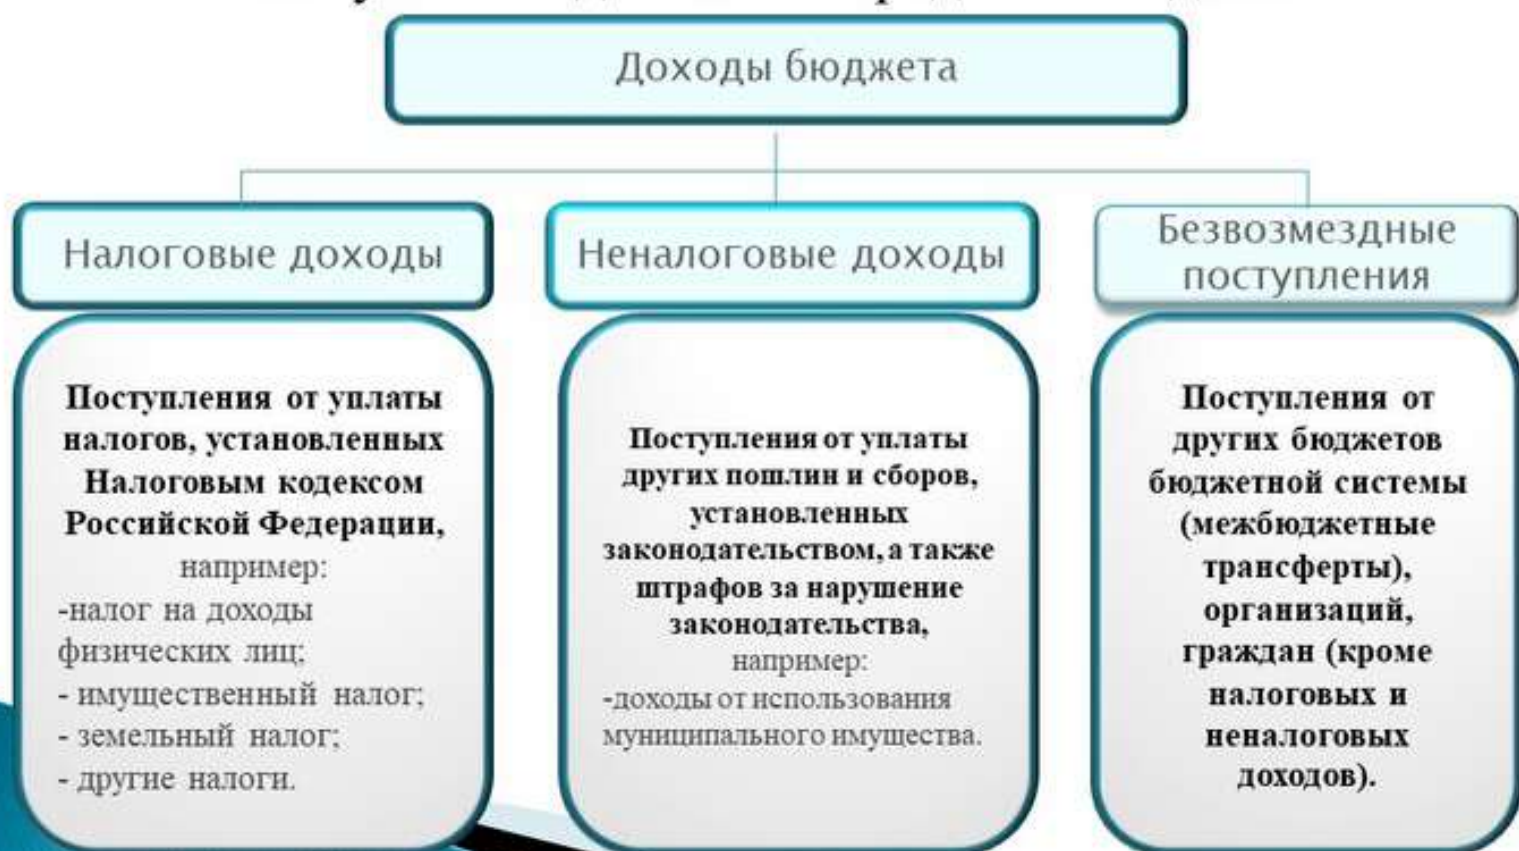 Доходы бюджета
Налоговые доходы
Поступления от уплаты
налогов, установленных
Налоговым кодексом
Российской Федерации,
например:
-налог на доходы
физических лиц;
- имущественный налог;
- земельный налог;
- другие налоги.
Неналоговые доходы
Поступления от уплаты
других пошлин и сборов,
установленных
законодательством, а также
штрафов за нарушение
законодательства,
например:
-доходы от использования
муниципального имущества.
Безвозмездные
поступления
Поступления от
других бюджетов
бюджетной системы
(межбюджетные
трансферты),
организаций,
граждан (кроме
налоговых и
неналоговых
доходов).